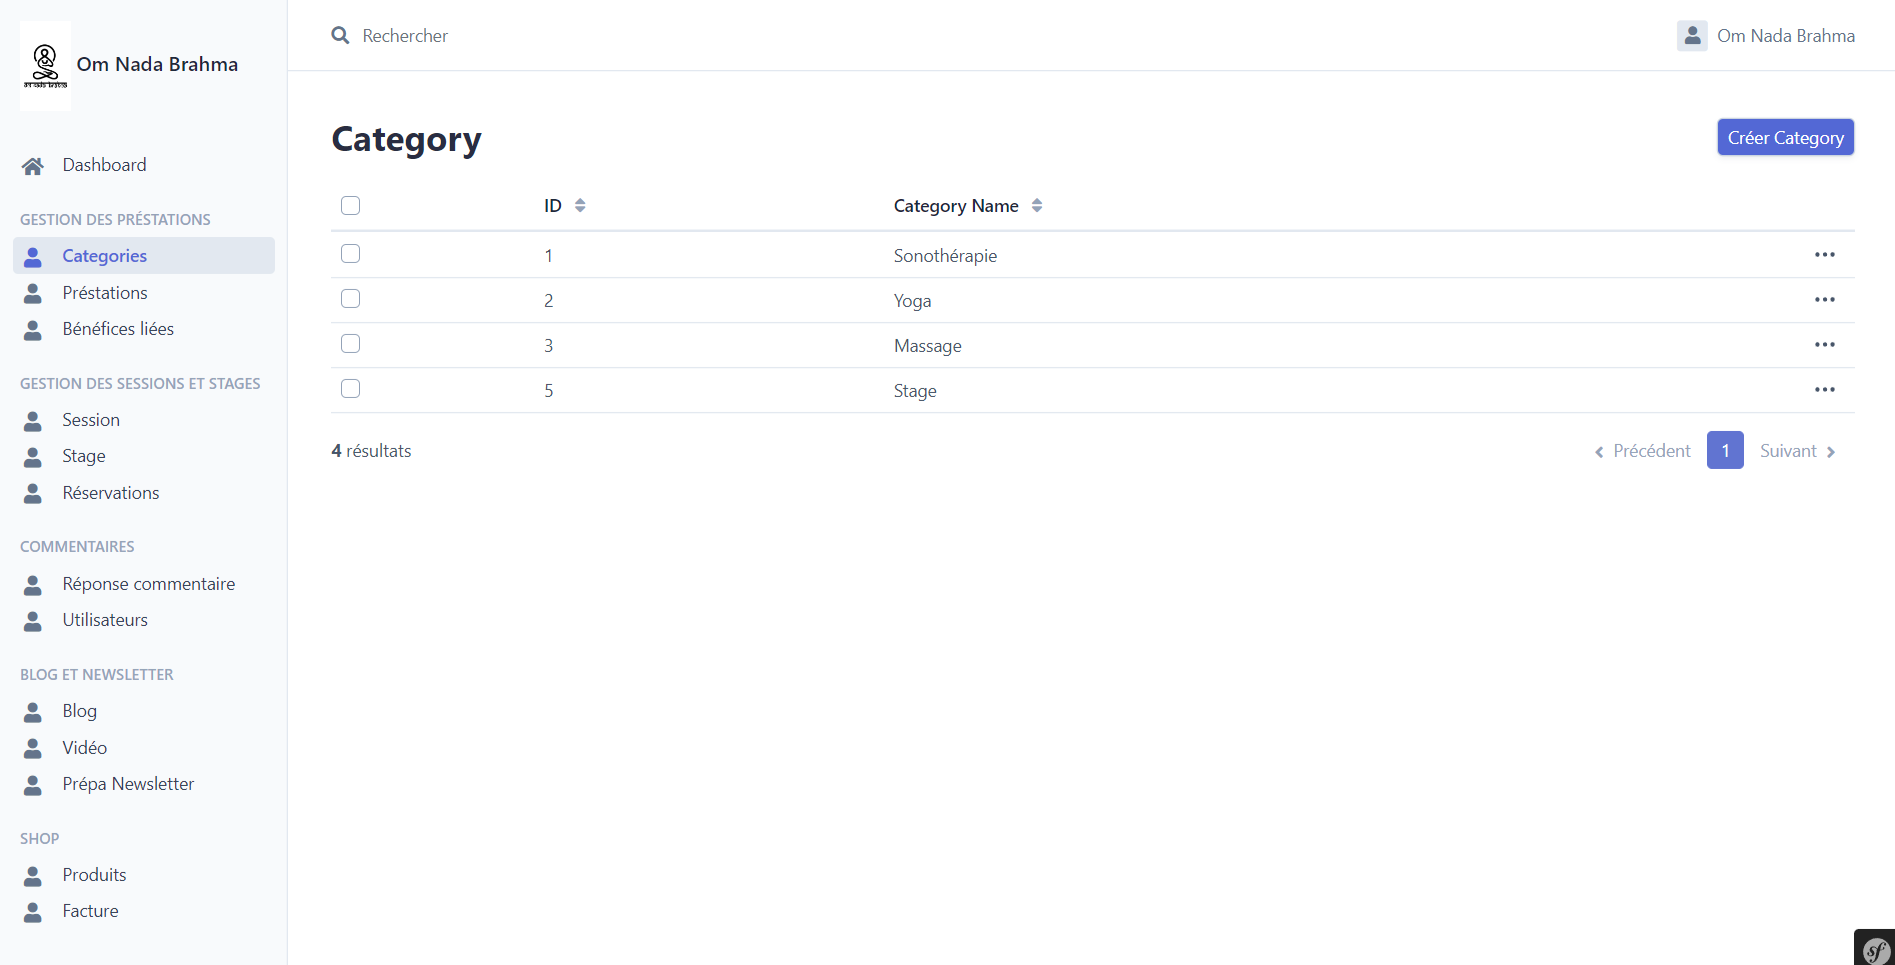 Om Nada Brahma
Rechercher
Om Nada Brahma
Dashboard
GESTION DES PRÉSTATIONS
Categories
Préstations
Bénéfices liées
GESTION DES SESSIONS ET STAGES
Session
Stage
Réservations
COMMENTAIRES
Réponse commentaire
Utilisateurs
BLOG ET NEWSLETTER
Blog
Vidéo
Prépa Newsletter
SHOP
Produits
Facture
Category
Créer Category
ID Category Name
1 Sonothérapie
2 Yoga
3 Massage
5 Stage
4 résultats
Précédent 1 Suivant
sf